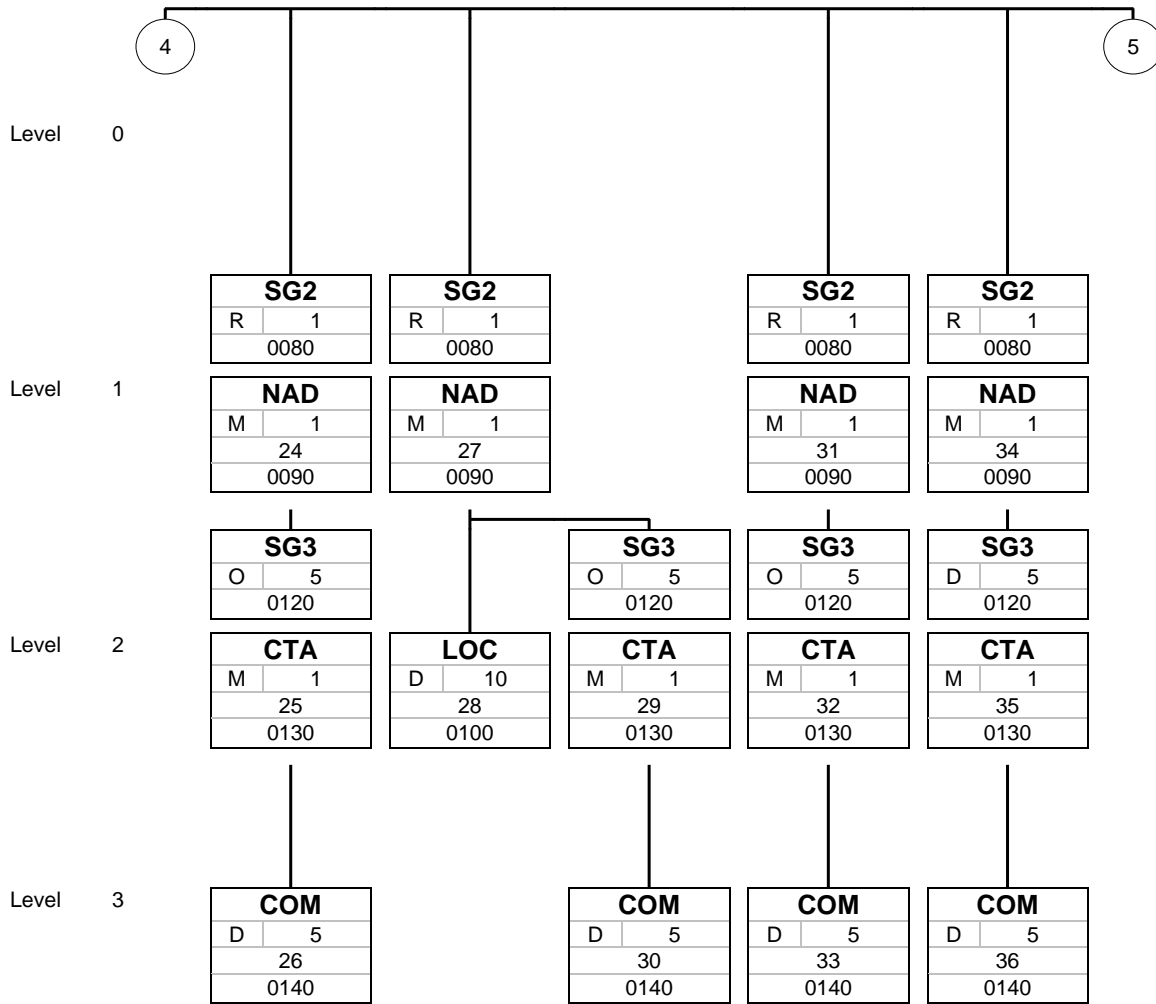 4 5
Level 0
SG2 SG2 SG2 SG2
R 1 R 1 R 1 R 1
0080 0080 0080 0080
Level 1
NAD NAD NAD NAD
M 1 M 1 M 1 M 1
24 27 31 34
0090 0090 0090 0090
SG3 SG3 SG3 SG3
O 5 O 5 O 5 D 5
0120 0120 0120 0120
Level 2
CTA LOC CTA CTA CTA
M 1 D 10 M 1 M 1 M 1
25 28 29 32 35
0130 0100 0130 0130 0130
Level 3
COM COM COM COM
D 5 D 5 D 5 D 5
26 30 33 36
0140 0140 0140 0140